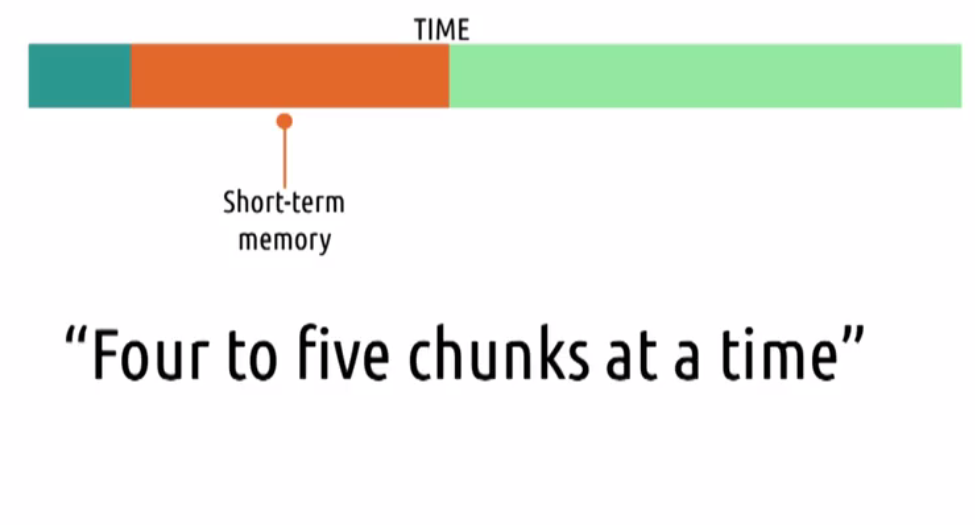 TIME
Short-term
memory
“Four to five chunks at a time”